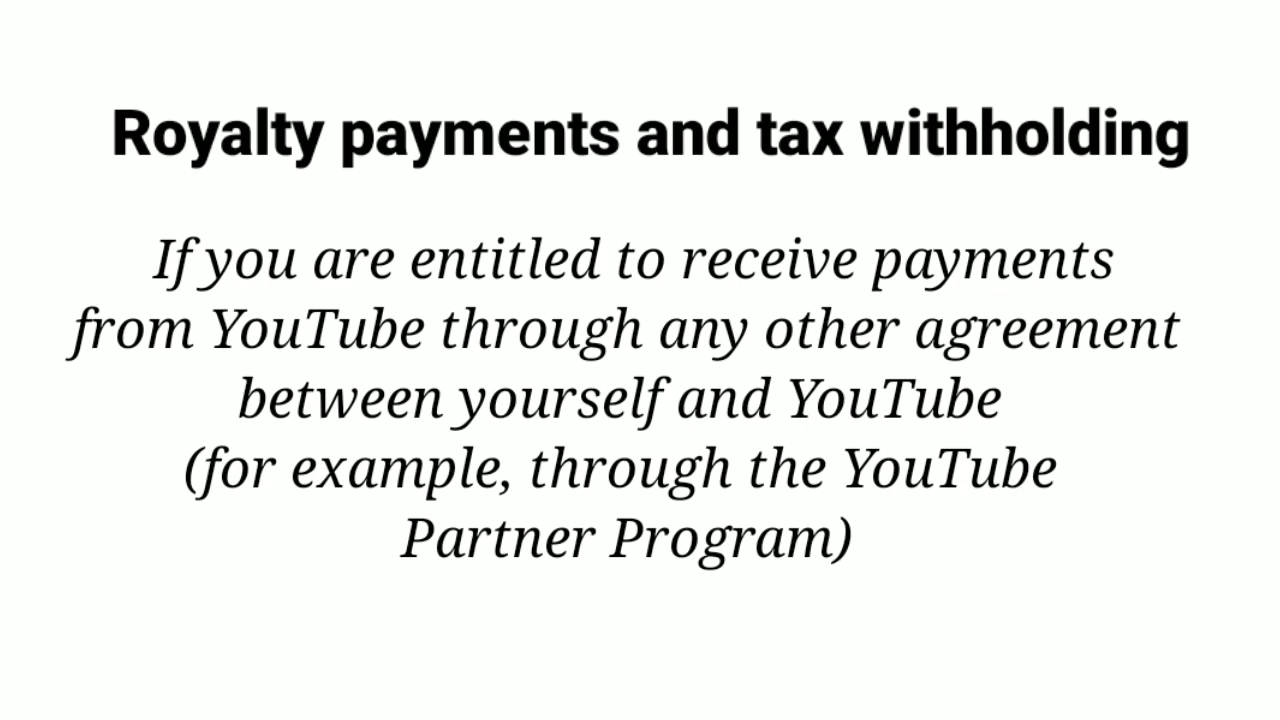 Royalty payments and tax withholding
If you are entitled to receive payments
from YouTube through any other agreement
between yourself and YouTube
(for example, through the YouTube
Partner Program)